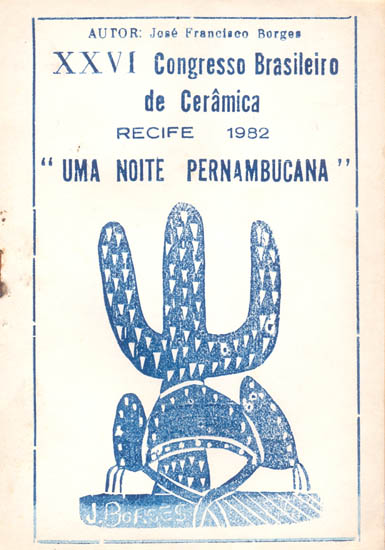 AUTOR: José Francisco Borges
XXVI Congresso Brasileiro
de Cerâmica
RECIFE 1982
"UMA NOITE PERNAMBUCANA"
J. BORGES